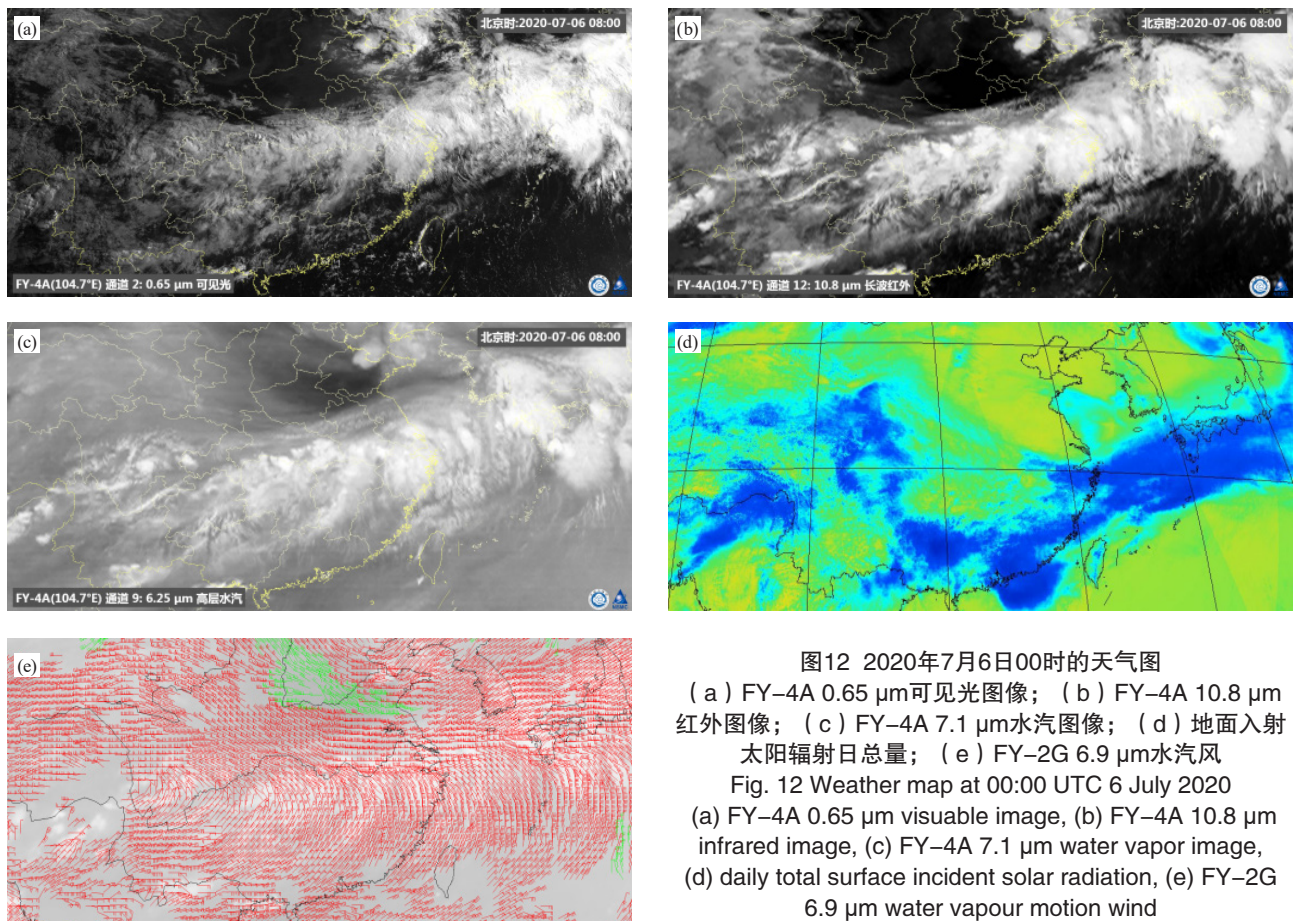 (a)
北京时:2020-07-06 08:00
FY-4A(104.7°E) 通道 2: 0.65 μm 可见光
(b)
北京时:2020-07-06 08:00
FY-4A(104.7°E) 通道 12: 10.8 μm 长波红外
(c)
北京时:2020-07-06 08:00
FY-4A(104.7°E) 通道 9: 6.25 μm 高层水汽
(d)
(e)
图12 2020年7月6日00时的天气图
（a）FY-4A 0.65 μm可见光图像；（b）FY-4A 10.8 μm
红外图像；（c）FY-4A 7.1 μm水汽图像；（d）地面入射
太阳辐射日总量；（e）FY-2G 6.9 μm水汽风
Fig. 12 Weather map at 00:00 UTC 6 July 2020
(a) FY-4A 0.65 μm visuable image, (b) FY-4A 10.8 μm
infrared image, (c) FY-4A 7.1 μm water vapor image,
(d) daily total surface incident solar radiation, (e) FY-2G
6.9 μm water vapour motion wind